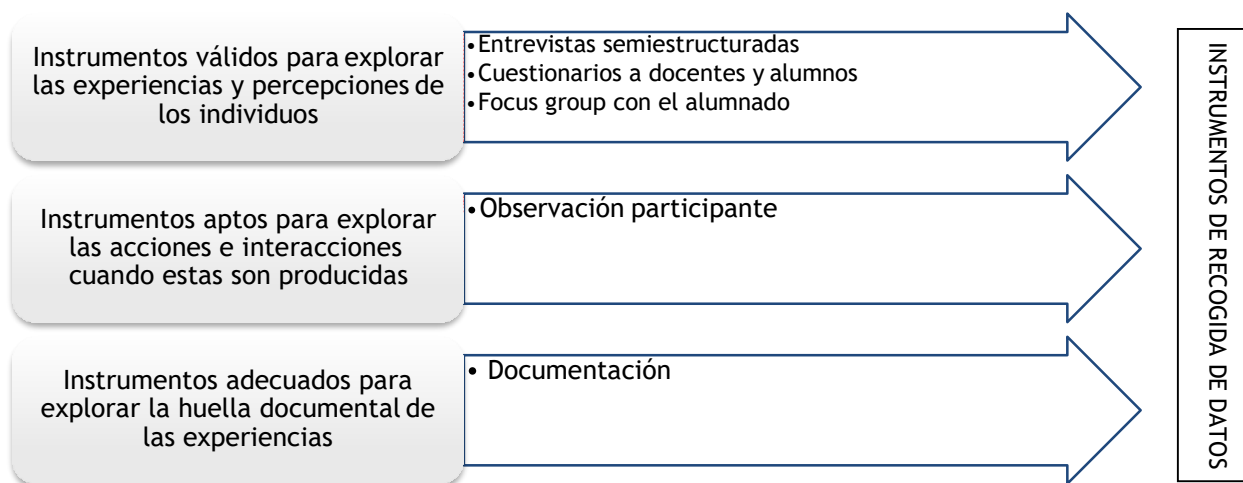 Instrumentos válidos para explorar
las experiencias y percepciones de
los individuos
•Entrevistas semiestructuradas
•Cuestionarios a docentes y alumnos
•Focus group con el alumnado
Instrumentos aptos para explorar
las acciones e interacciones
cuando estas son producidas
•Observación participante
Instrumentos adecuados para
explorar la huella documental de
las experiencias
• Documentación
INSTRUMENTOS DE RECOGIDA DE DATOS